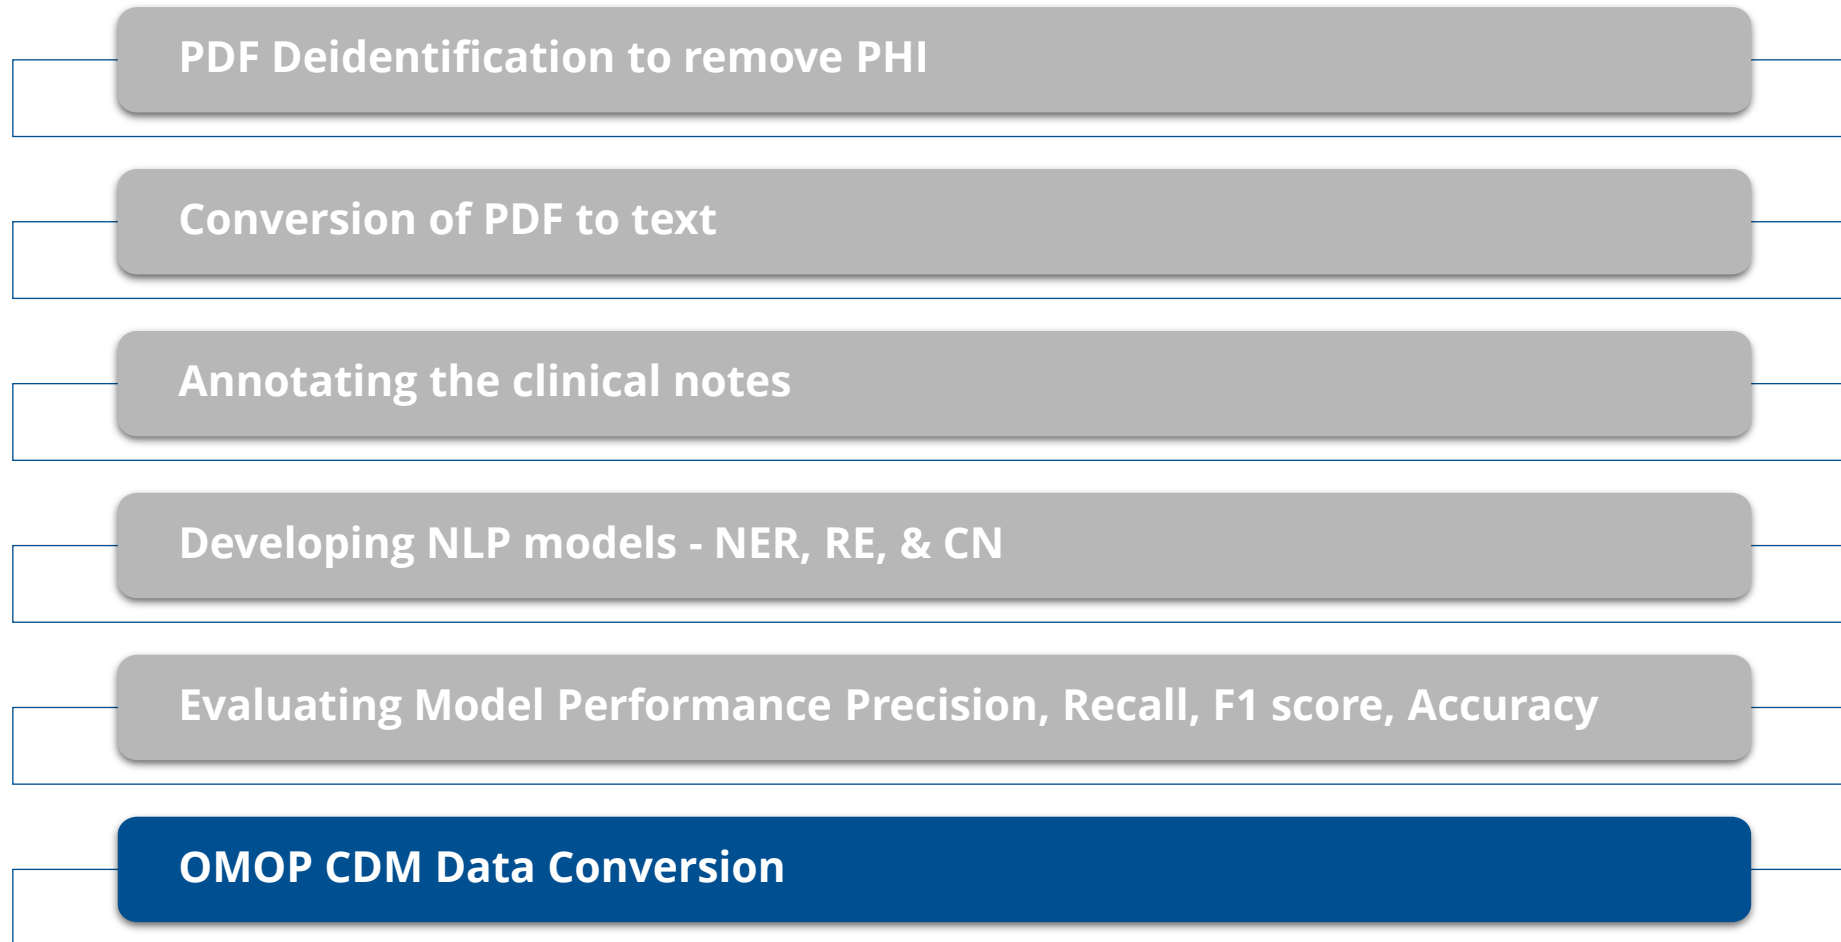 PDF Deidentification to remove PHI
Conversion of PDF to text
Annotating the clinical notes
Developing NLP models - NER, RE, & CN
Evaluating Model Performance Precision, Recall, F1 score, Accuracy
OMOP CDM Data Conversion